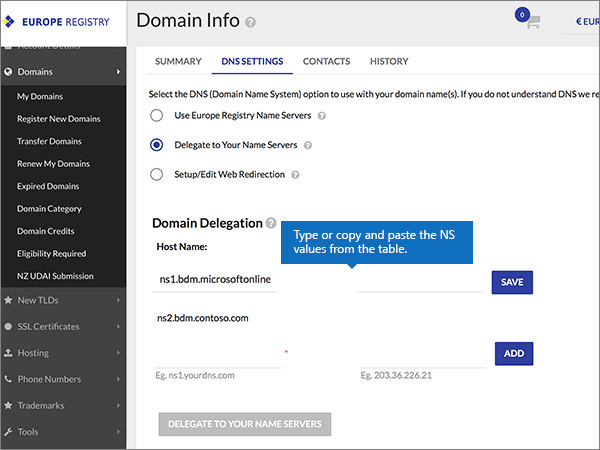 EUROPE REGISTRY
Domain Info
0
€ EUR
Account Details
Domains
My Domains
Register New Domains
Transfer Domains
Renew My Domains
Expired Domains
Domain Category
Domain Credits
Eligibility Required
NZ UDAI Submission
New TLDs
SSL Certificates
Hosting
Phone Numbers
Trademarks
Tools
SUMMARY DNS SETTINGS CONTACTS HISTORY
Select the DNS (Domain Name System) option to use with your domain name(s). If you do not understand DNS we re
Use Europe Registry Name Servers ?
Delegate to Your Name Servers ?
Setup/Edit Web Redirection ?
Domain Delegation ?
Type or copy and paste the NS
values from the table.
Host Name:
ns1.bdm.microsoftonline
SAVE
ns2.bdm.contoso.com
*
ADD
Eg. ns1.yourdns.com Eg. 203.36.226.21
DELEGATE TO YOUR NAME SERVERS